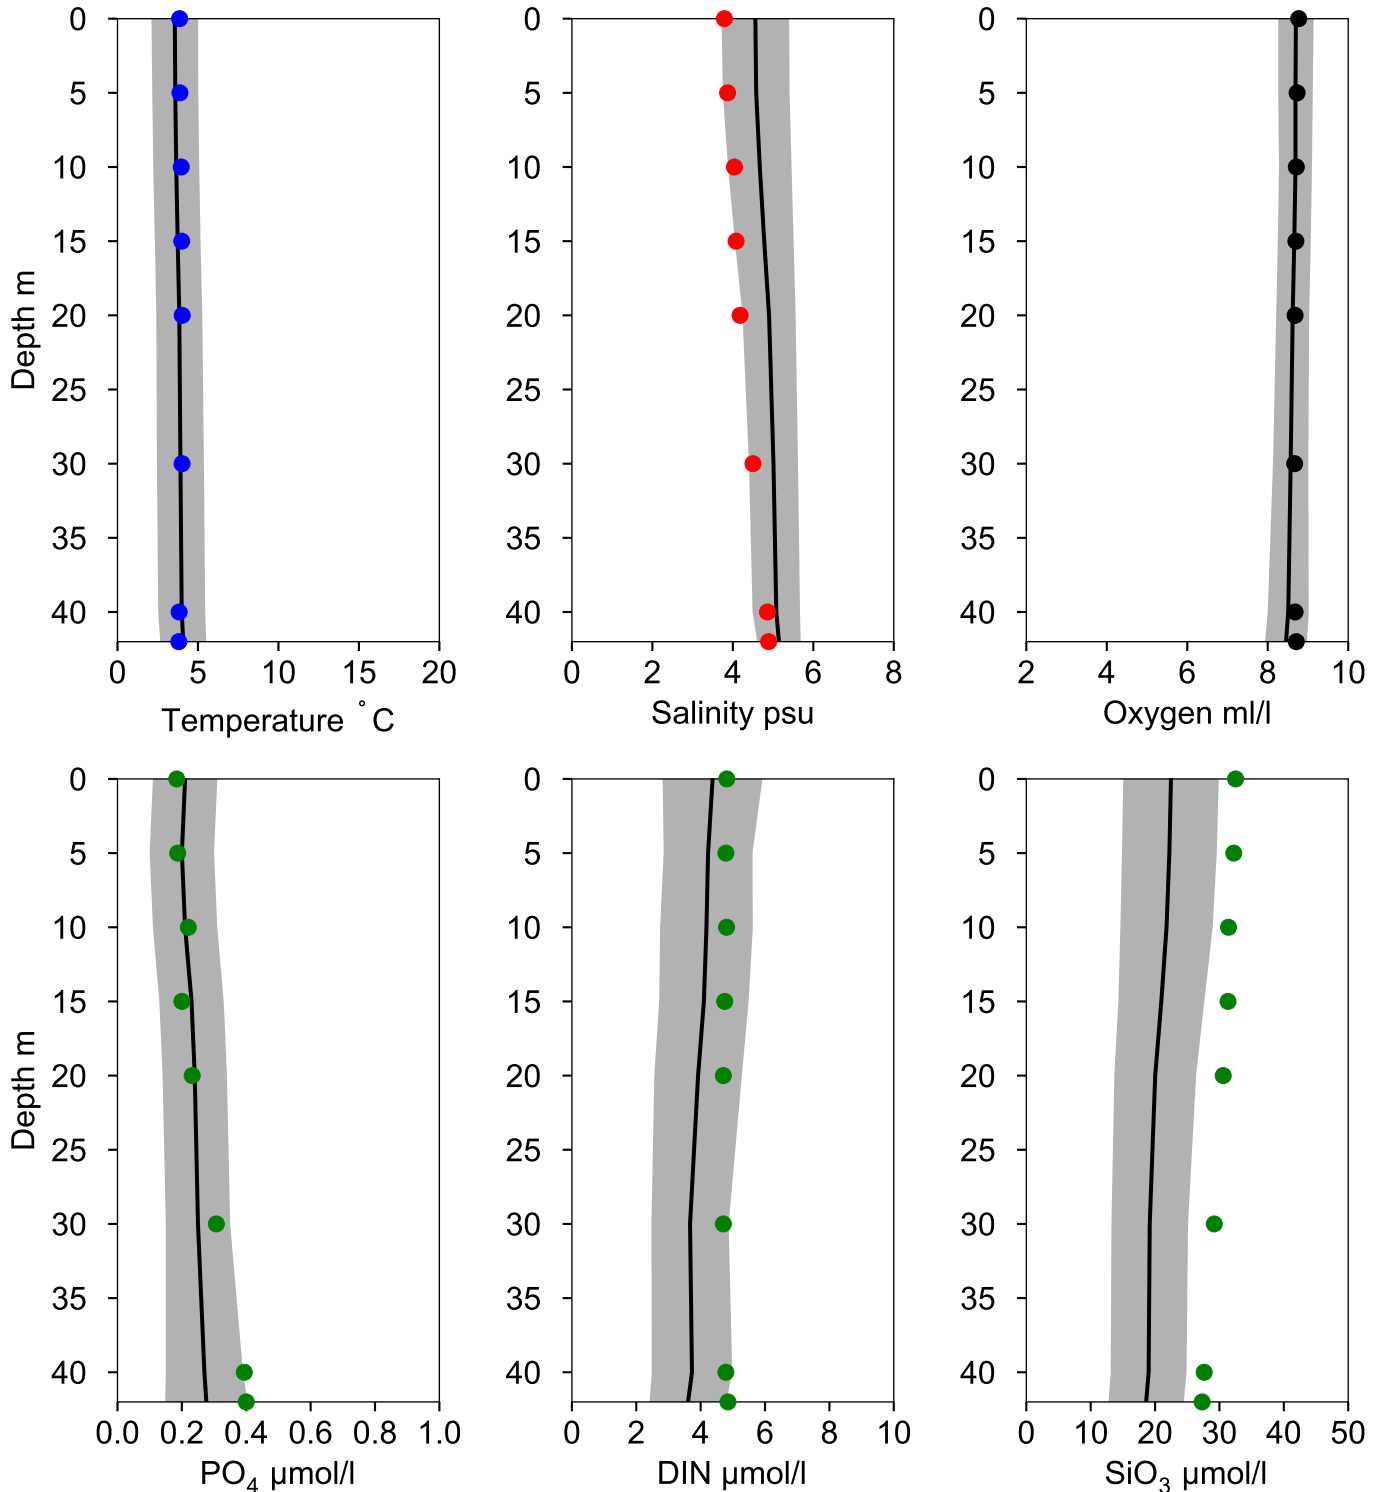 0 0 0
5 5 5
10 10 10
15 15 15
20 20 20
25 25 25
30 30 30
35 35 35
40 40 40
Depth m
0 5 10 15 20 0 2 4 6 8 2 4 6 8 10
Temperature °C Salinity psu Oxygen ml/l
0 0 0
5 5 5
10 10 10
15 15 15
20 20 20
25 25 25
30 30 30
35 35 35
40 40 40
Depth m
0.0 0.2 0.4 0.6 0.8 1.0 0 2 4 6 8 10 0 10 20 30 40 50
PO₄ µmol/l DIN µmol/l SiO₃ µmol/l